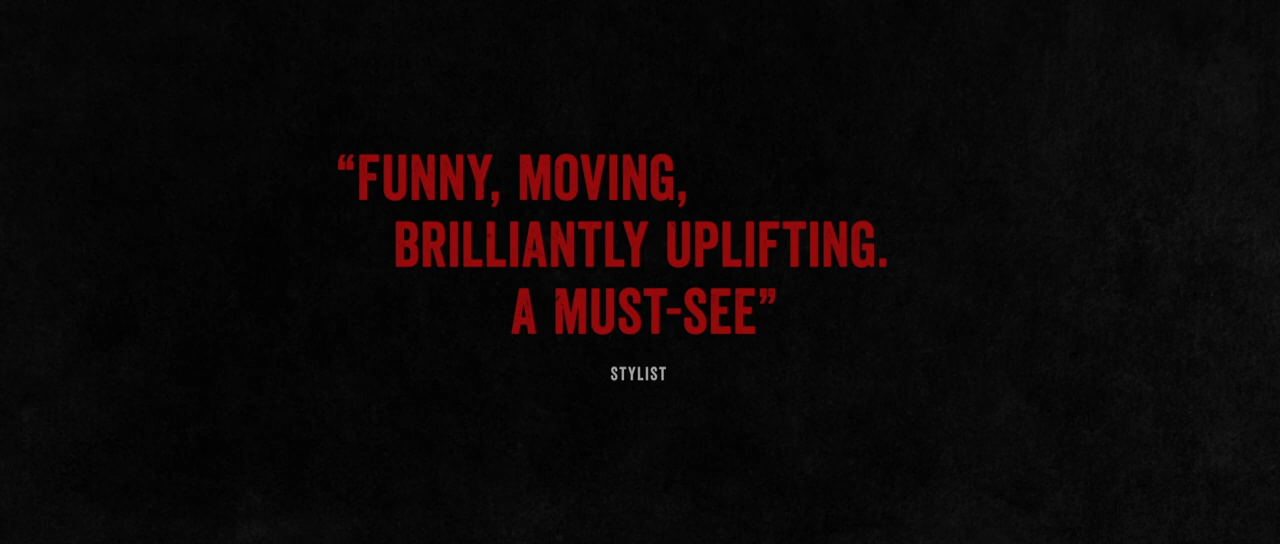 “FUNNY, MOVING,
BRILLIANTLY UPLIFTING.
A MUST-SEE”
STYLIST